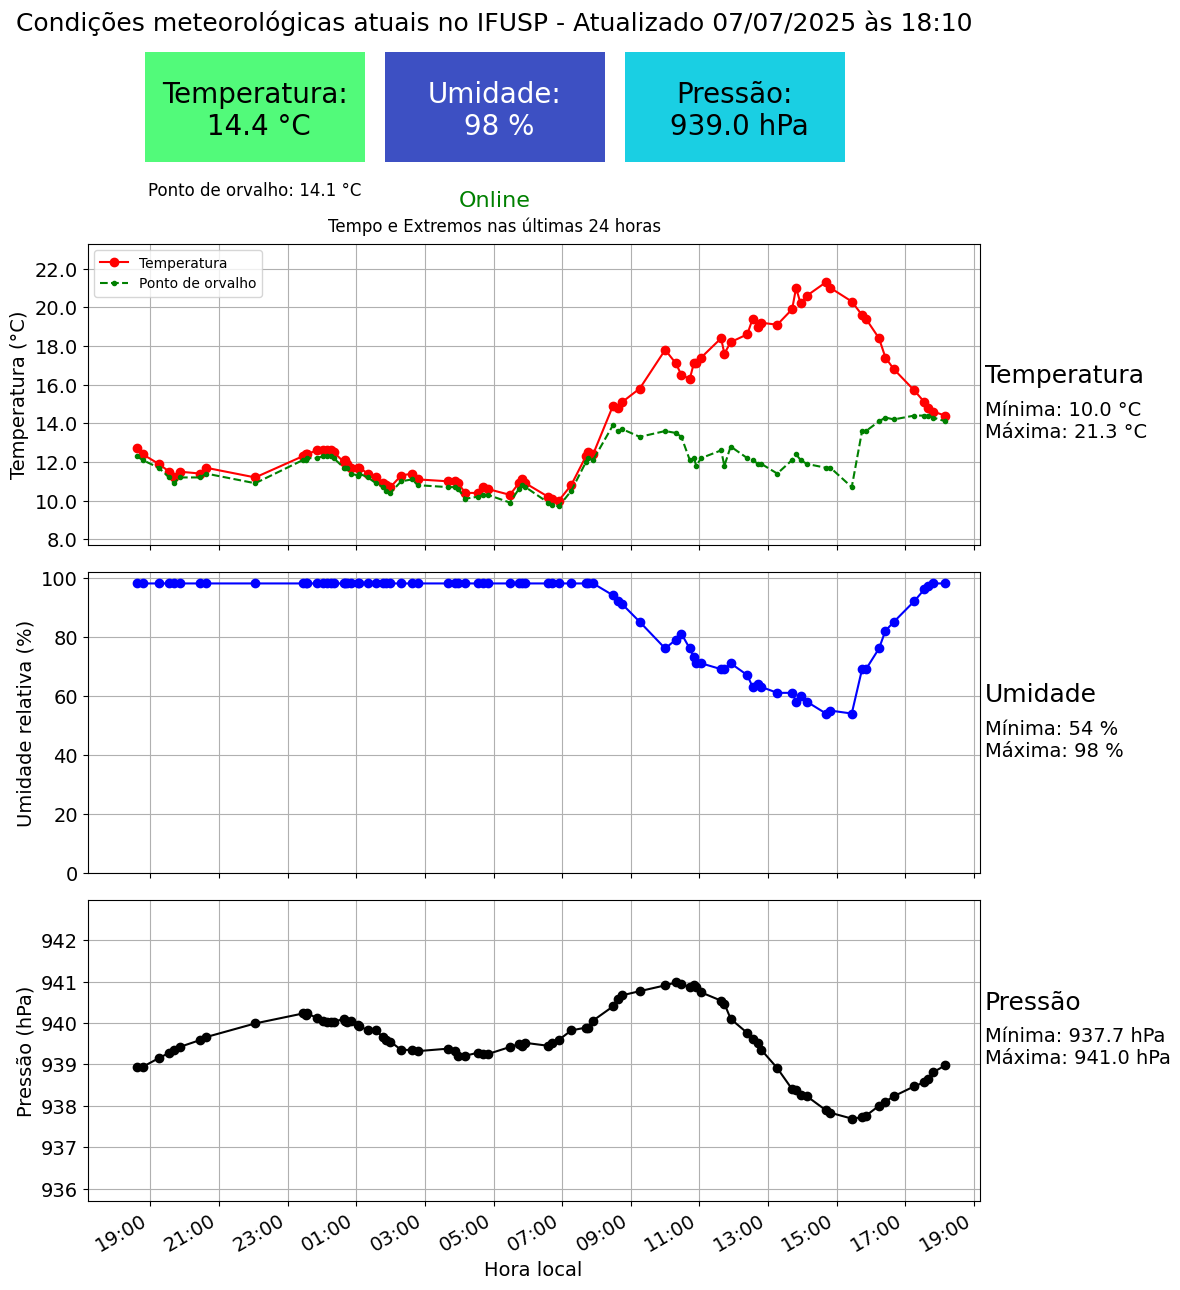 Condições meteorológicas atuais no IFUSP - Atualizado 07/07/2025 às 18:10
Temperatura:
14.4 °C
Umidade:
98 %
Pressão:
939.0 hPa
Ponto de orvalho: 14.1 °C
Online
Tempo e Extremos nas últimas 24 horas
Temperatura (°C)
22.0
20.0
18.0
16.0
14.0
12.0
10.0
8.0
Temperatura
Ponto de orvalho
Temperatura
Mínima: 10.0 °C
Máxima: 21.3 °C
Umidade relativa (%)
100
80
60
40
20
0
Umidade
Mínima: 54 %
Máxima: 98 %
Pressão (hPa)
942
941
940
939
938
937
936
Pressão
Mínima: 937.7 hPa
Máxima: 941.0 hPa
19:00
21:00
23:00
01:00
03:00
05:00
07:00
09:00
11:00
13:00
15:00
17:00
19:00
Hora local